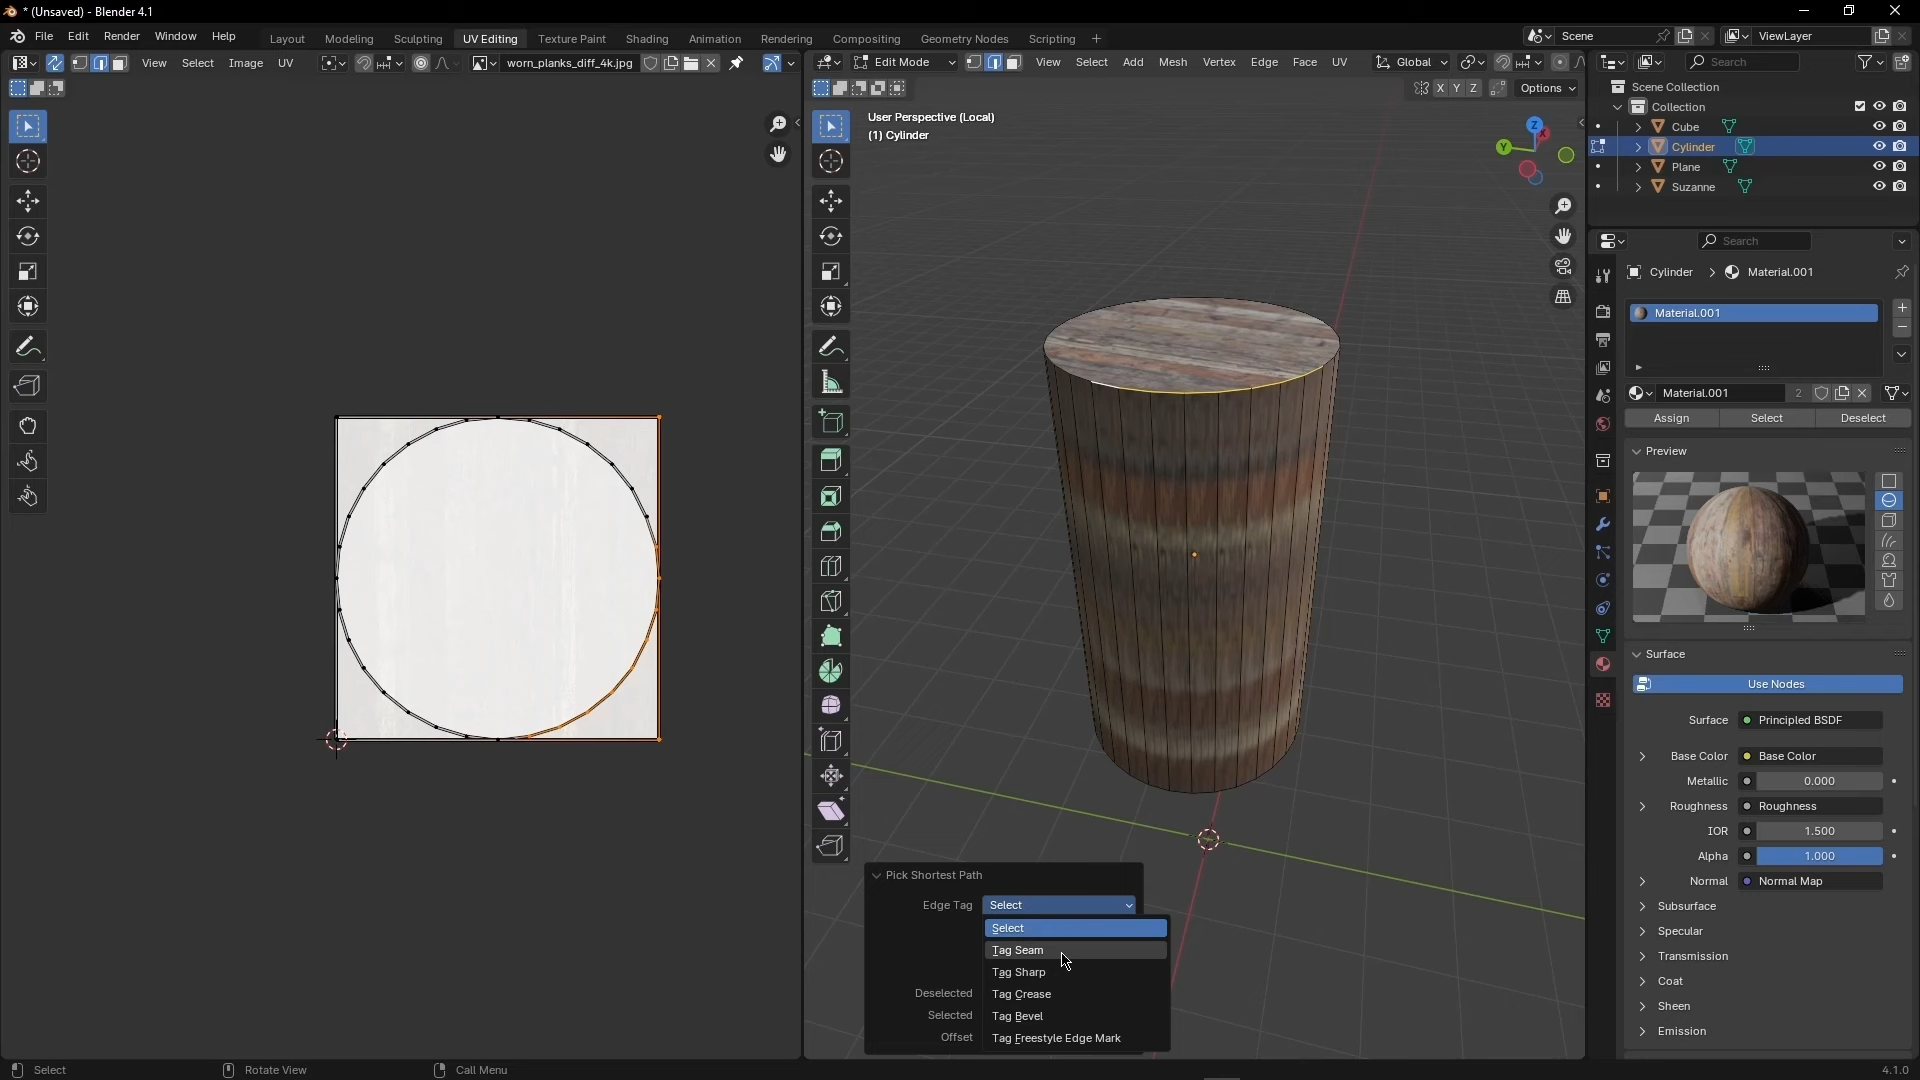 * (Unsaved) - Blender 4.1
File Edit Render Window Help
Layout Modeling Sculpting UV Editing Texture Paint Shading Animation Rendering Compositing Geometry Nodes Scripting +
Scene ViewLayer
View Select Image UV worn_planks_diff_4k.jpg
Edit Mode View Select Add Mesh Vertex Edge Face UV Global
X Y Z Options
User Perspective (Local)
(1) Cylinder
Z
X
Y
Search
Scene Collection
Collection
Cube
Cylinder
Plane
Suzanne
Search
Cylinder > Material.001
Material.001
Material.001 2
Assign Select Deselect
Preview
Surface
Use Nodes
Surface Principled BSDF
Base Color Base Color
Metallic 0.000
Roughness Roughness
IOR 1.500
Alpha 1.000
Normal Normal Map
Subsurface
Specular
Transmission
Coat
Sheen
Emission
Pick Shortest Path
Edge Tag Select
Select
Tag Seam
Tag Sharp
Deselected Tag Crease
Selected Tag Bevel
Offset Tag Freestyle Edge Mark
Select Rotate View Call Menu 4.1.0